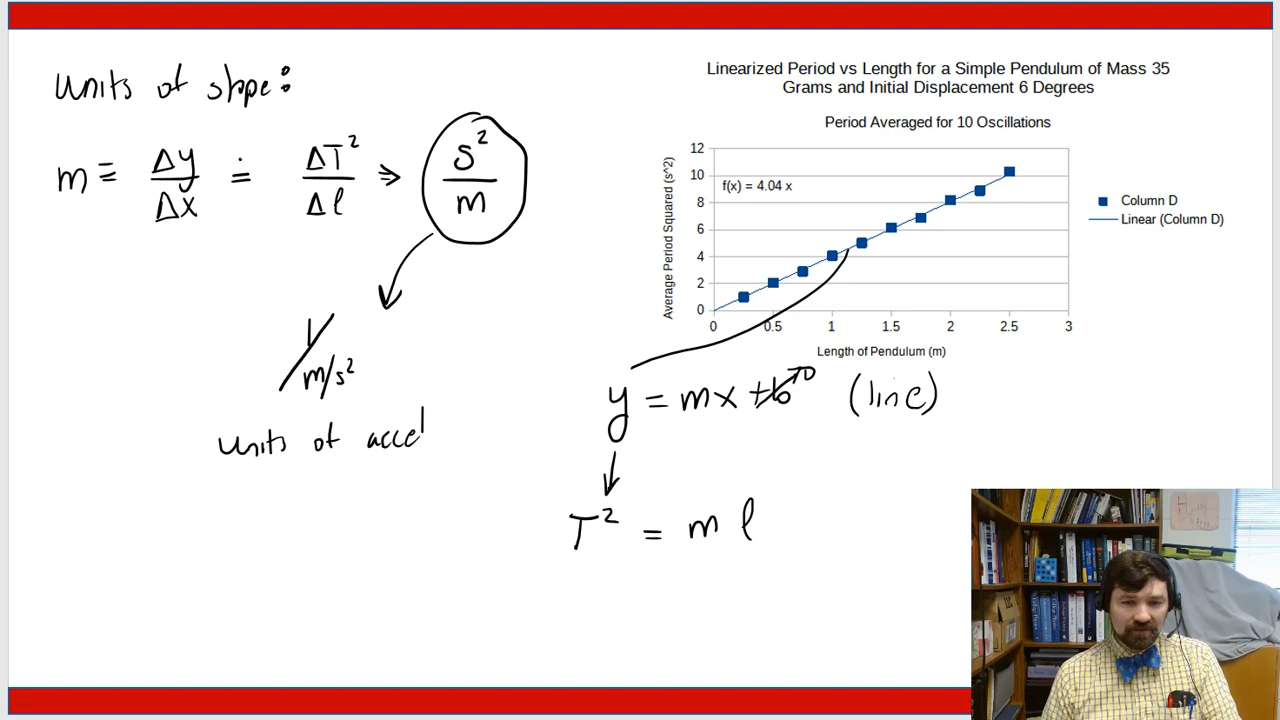 Units of slope:
m ≡ Δy/Δx ≐ ΔT²/Δl ⇒ s²/m
1/m/s²
units of accel
Linearized Period vs Length for a Simple Pendulum of Mass 35
Grams and Initial Displacement 6 Degrees
Period Averaged for 10 Oscillations
Average Period Squared (s^2)
12
10
8
6
4
2
0
f(x) = 4.04 x
0 0.5 1 1.5 2 2.5 3
Length of Pendulum (m)
Column D
Linear (Column D)
y = mx + b → 0 (line)
T² = m l